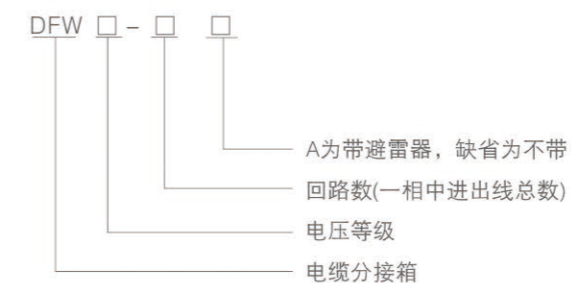 DFW □ - □ □
A为带避雷器，缺省为不带
回路数(一相中进出线总数)
电压等级
电缆分接箱